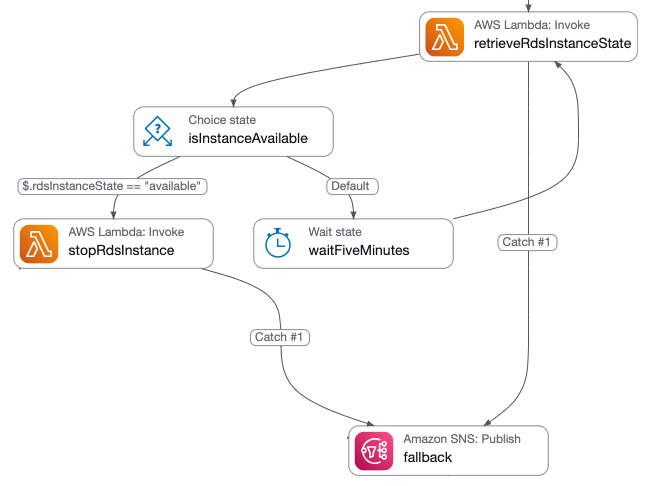 AWS Lambda: Invoke
retrieveRdsInstanceState
Choice state
isInstanceAvailable
$.rdsInstanceState == "available"
Default
AWS Lambda: Invoke
stopRdsInstance
Wait state
waitFiveMinutes
Catch #1
Catch #1
Amazon SNS: Publish
fallback